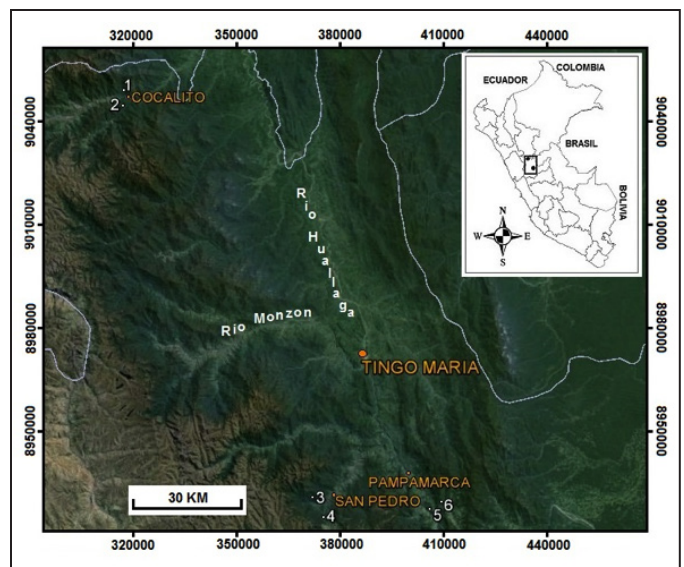 320000 350000 380000 410000 440000
COLOMBIA
ECUADOR
1
COCALITO
2
9040000
9040000
BRASIL
BOLIVIA
N
W E
S
Rio Huallaga
9010000
9010000
Rio Monzon
8980000
8980000
TINGO MARIA
8950000
8950000
PAMPAMARCA
3 SAN PEDRO 6
4 5
30 KM
320000 350000 380000 410000 440000